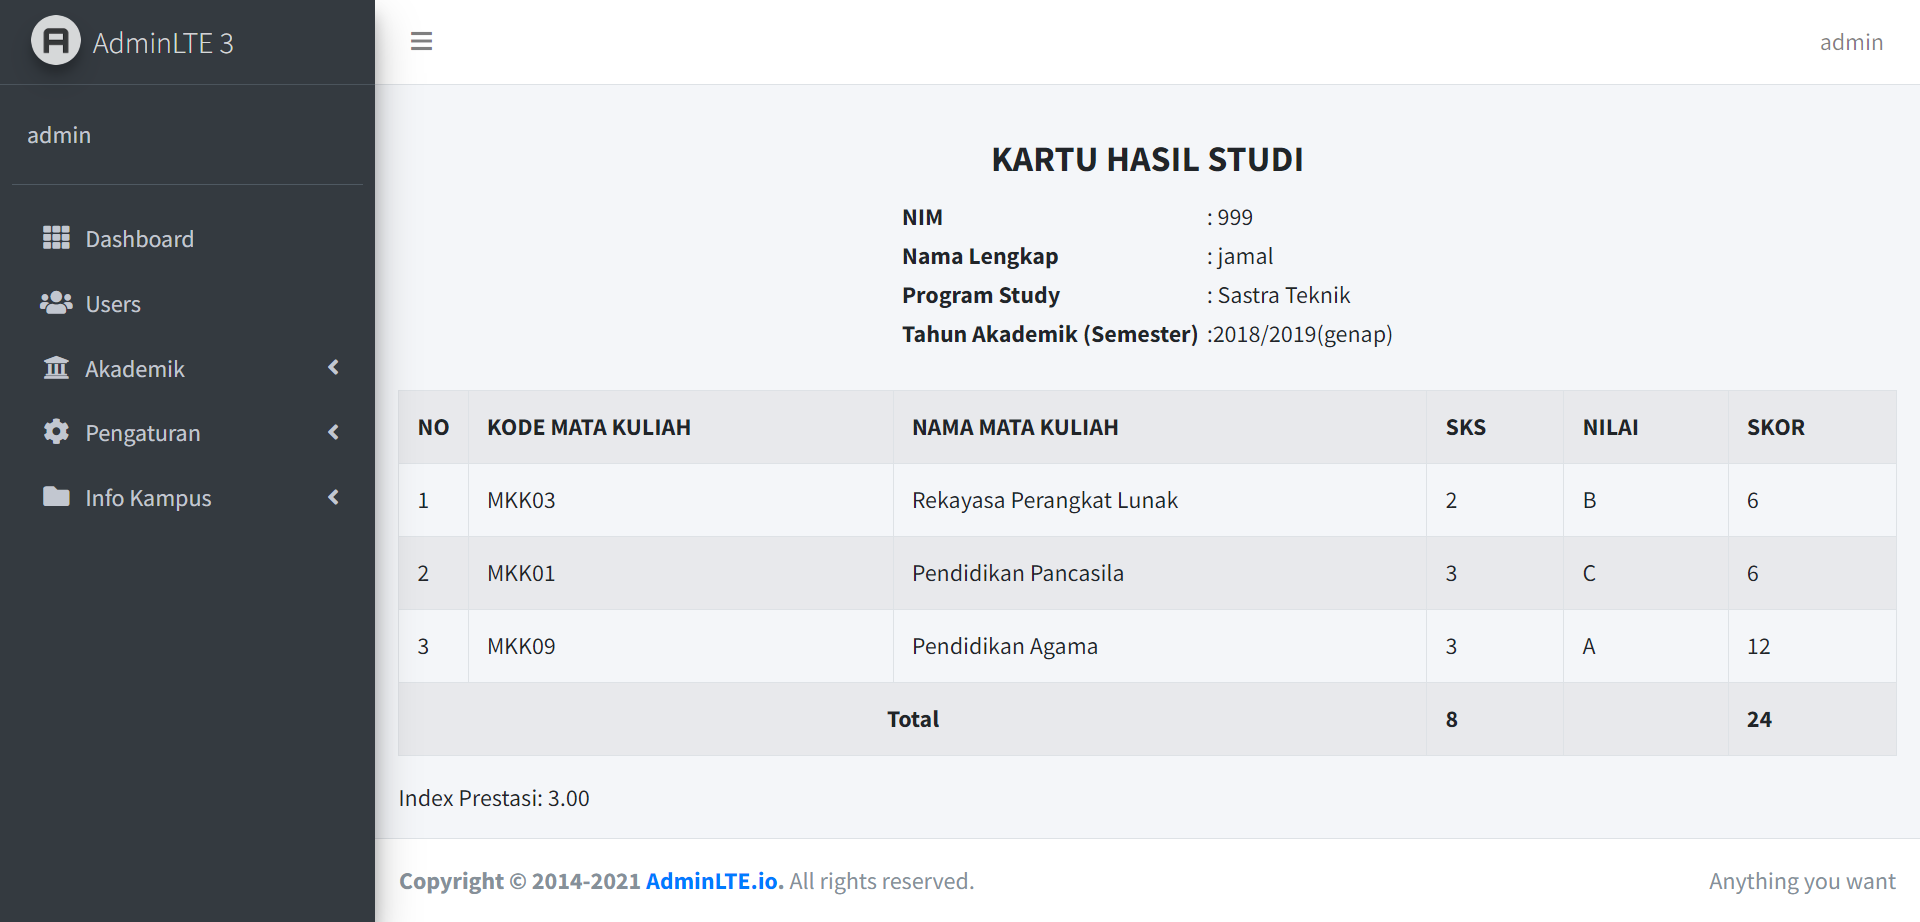 AdminLTE 3
admin
admin
Dashboard
Users
Akademik
Pengaturan
Info Kampus
KARTU HASIL STUDI
NIM : 999
Nama Lengkap : jamal
Program Study : Sastra Teknik
Tahun Akademik (Semester) :2018/2019(genap)
NO KODE MATA KULIAH NAMA MATA KULIAH SKS NILAI SKOR
1 MKK03 Rekayasa Perangkat Lunak 2 B 6
2 MKK01 Pendidikan Pancasila 3 C 6
3 MKK09 Pendidikan Agama 3 A 12
Total 8 24
Index Prestasi: 3.00
Copyright © 2014-2021 AdminLTE.io. All rights reserved.
Anything you want